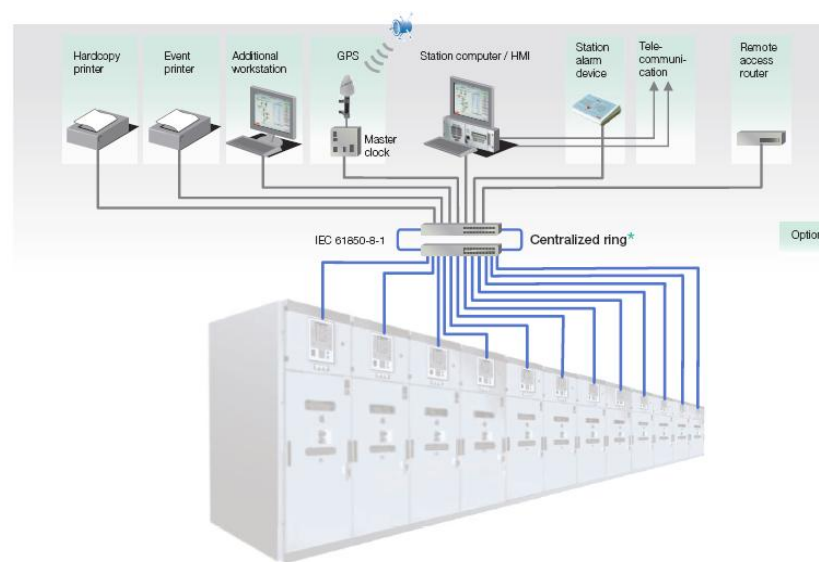 Hardcopy
printer
Event
printer
Additional
workstation
GPS
Master
clock
Station computer / HMI
Station
alarm
device
Tele-
communi-
cation
Remote
access
router
IEC 61850-8-1
Centralized ring*
Option